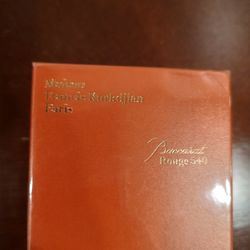 Maison
Francis Kurkdjian
Paris
Baccarat
Rouge 540